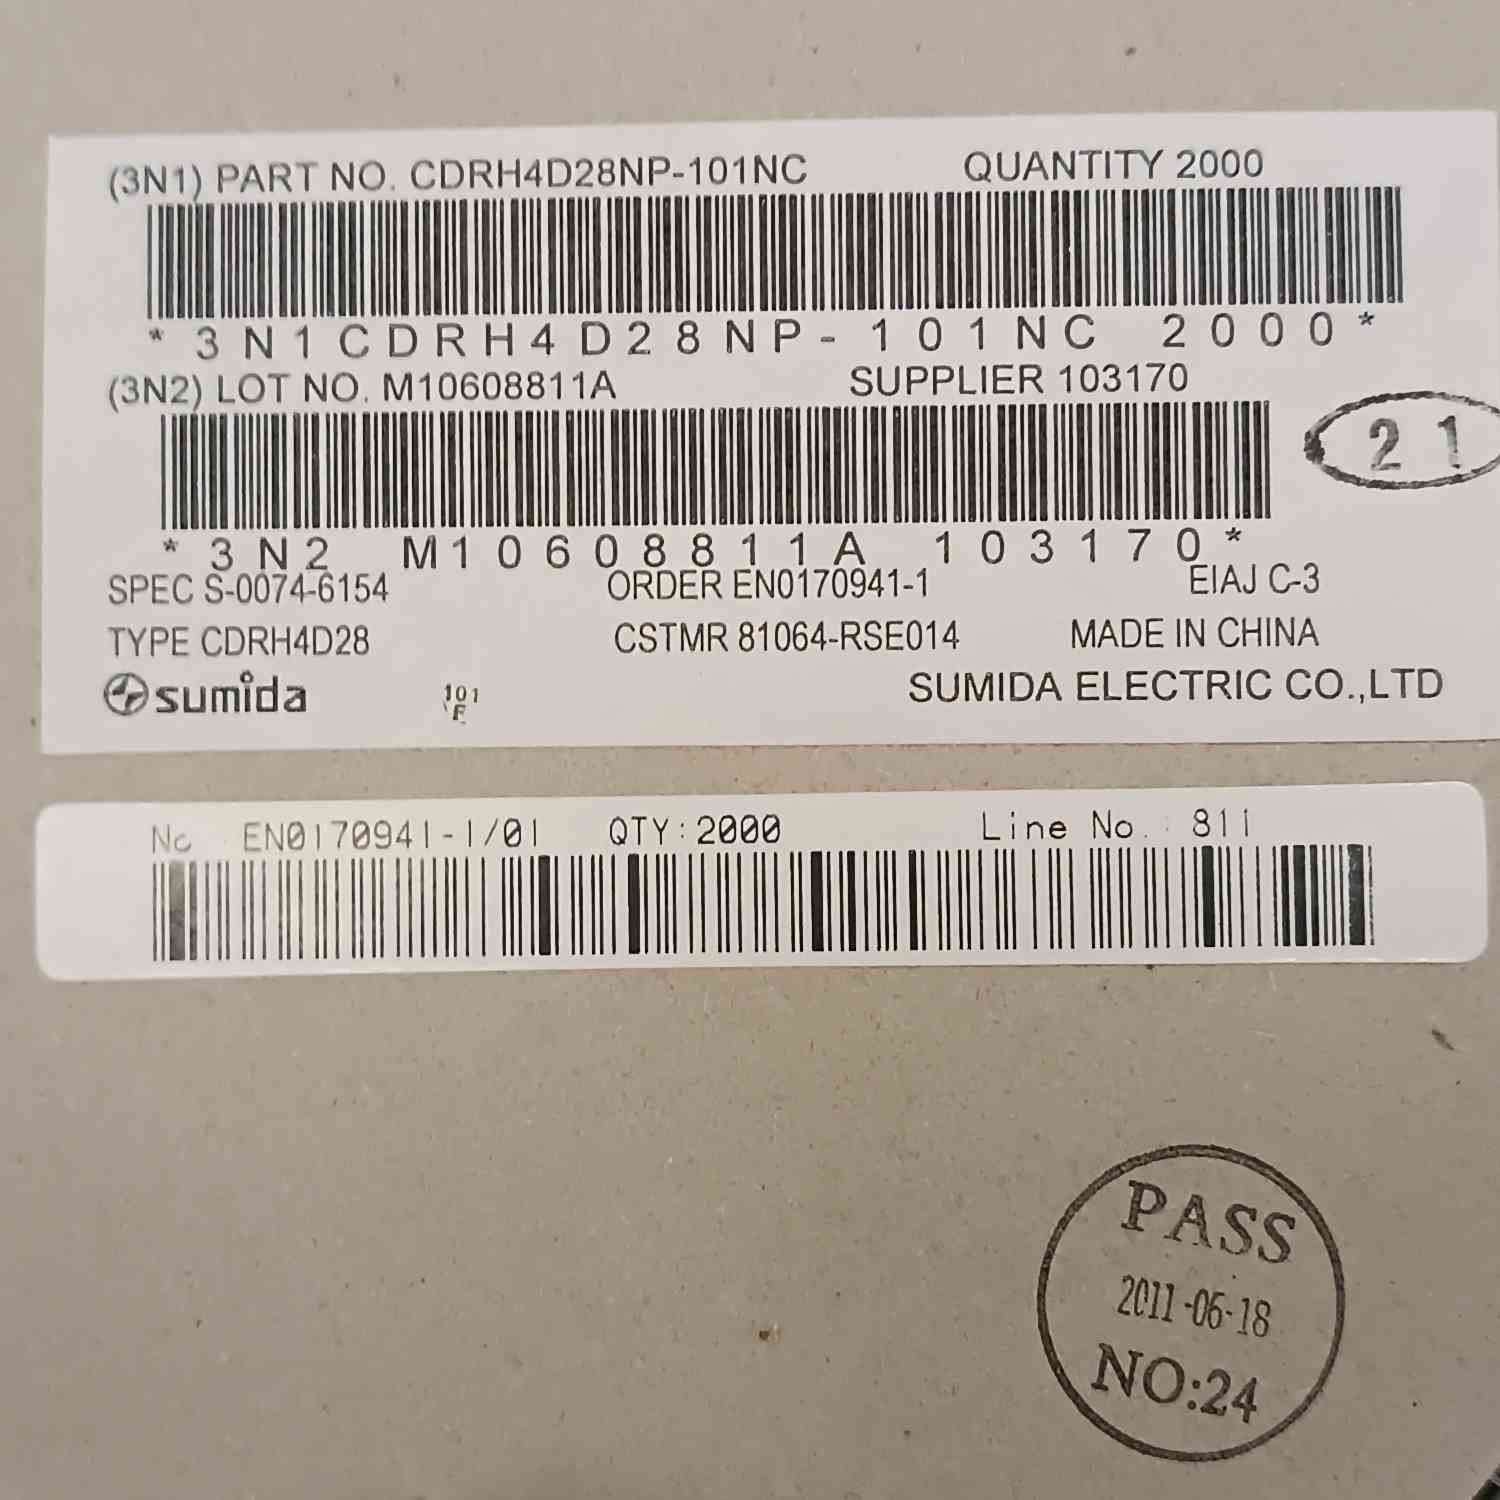 (3N1) PART NO. CDRH4D28NP-101NC QUANTITY 2000
*3N1CDRH4D28NP-101NC 2000*
(3N2) LOT NO. M10608811A SUPPLIER 103170
21
*3N2 M10608811A 103170*
SPEC S-0074-6154 ORDER EN0170941-1 EIAJ C-3
TYPE CDRH4D28 CSTMR 81064-RSE014 MADE IN CHINA
sumida 101 SUMIDA ELECTRIC CO.,LTD
F
No EN0170941-1/01 QTY:2000 Line No.: 811
PASS
2011-06-18
NO:24